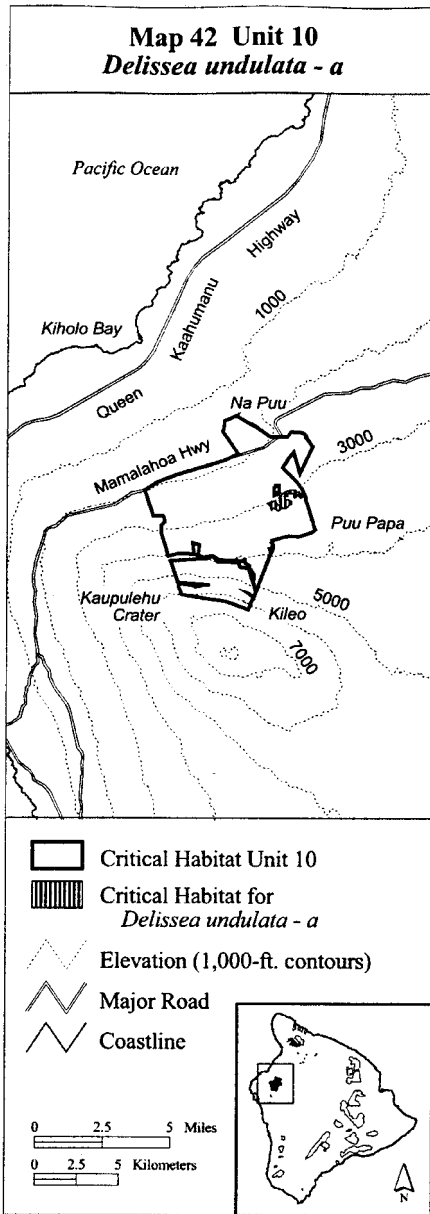 Map 42 Unit 10
Delissea undulata - a
Pacific Ocean
Highway
Kaahumanu
1000
Kiholo Bay
Queen
Na Puu
Mamalahoa Hwy
3000
Puu Papa
Kaupulehu
Crater
5000
Kileo
7000
Critical Habitat Unit 10
Critical Habitat for
Delissea undulata - a
Elevation (1,000-ft. contours)
Major Road
Coastline
0 2.5 5 Miles
0 2.5 5 Kilometers
N